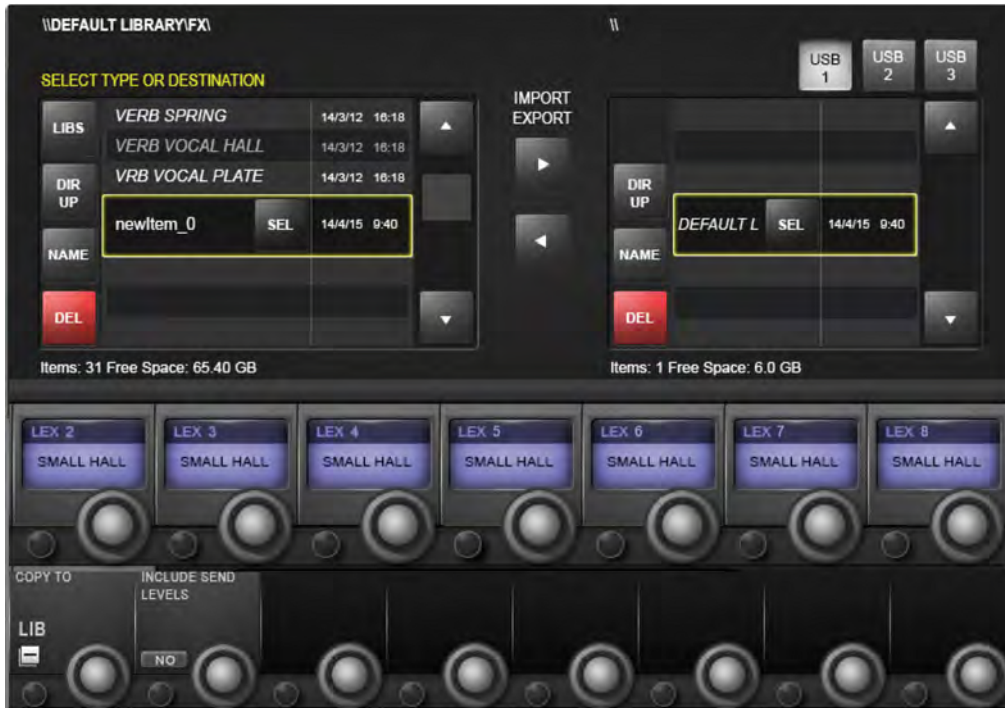 \\DEFAULT LIBRARY\FX\
\\
USB 1
USB 2
USB 3
SELECT TYPE OR DESTINATION
IMPORT
EXPORT
LIBS
VERB SPRING 14/3/12 16:18
VERB VOCAL HALL 14/3/12 16:18
DIR UP
VRB VOCAL PLATE 14/3/12 16:18
newItem_0 SEL 14/4/15 9:40
NAME
DEL
Items: 31 Free Space: 65.40 GB
DIR UP
DEFAULT L SEL 14/4/15 9:40
NAME
DEL
Items: 1 Free Space: 6.0 GB
LEX 2
SMALL HALL
LEX 3
SMALL HALL
LEX 4
SMALL HALL
LEX 5
SMALL HALL
LEX 6
SMALL HALL
LEX 7
SMALL HALL
LEX 8
SMALL HALL
COPY TO
LIB
INCLUDE SEND
LEVELS
NO